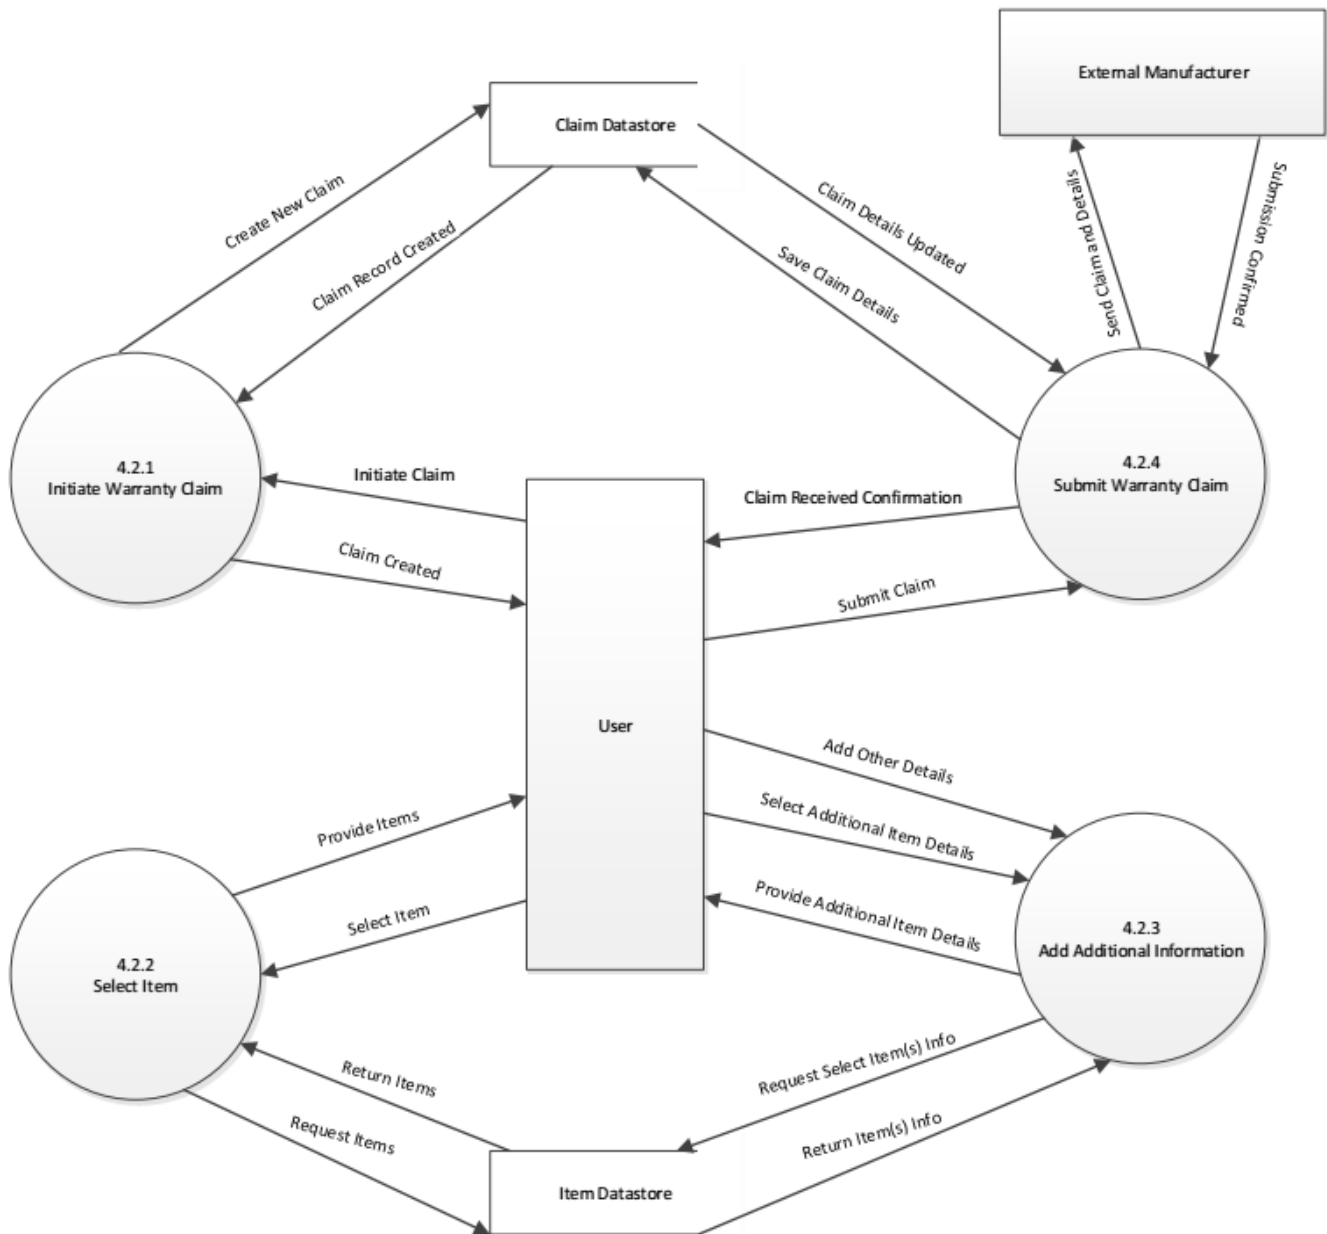 External Manufacturer
Claim Datastore
Create New Claim
Claim Record Created
Claim Details Updated
Save Claim Details
Send Claim and Details
Submission Confirmed
4.2.1
Initiate Warranty Claim
4.2.4
Submit Warranty Claim
Initiate Claim
Claim Received Confirmation
Claim Created
Submit Claim
User
Add Other Details
Provide Items
Select Additional Item Details
Select Item
Provide Additional Item Details
4.2.2
Select Item
4.2.3
Add Additional Information
Return Items
Request Select Item(s) Info
Request Items
Return Item(s) Info
Item Datastore